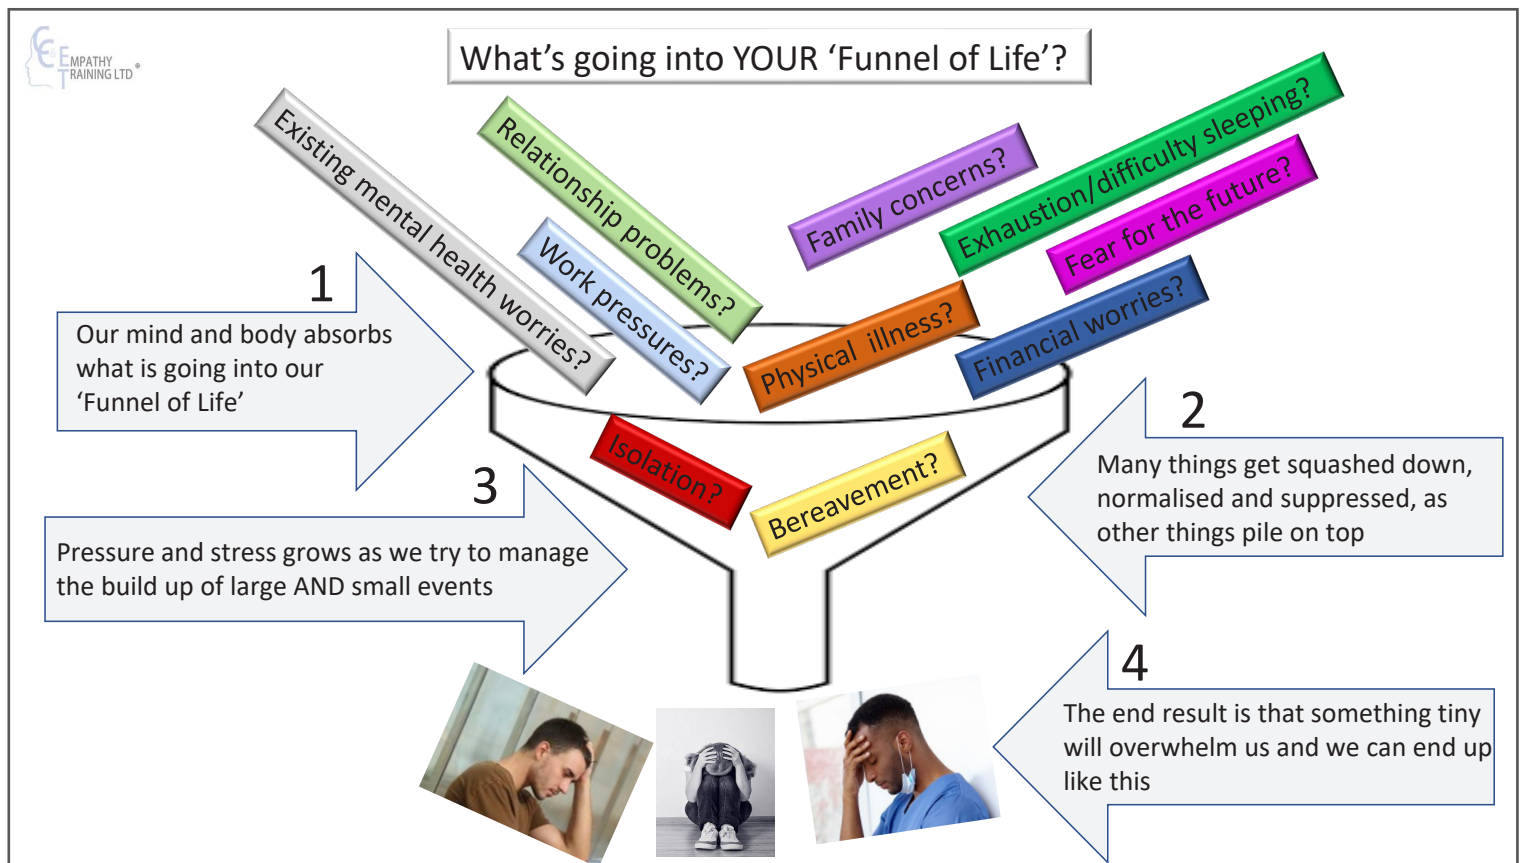 CCE EMPATHY
TRAINING LTD ®
What's going into YOUR ‘Funnel of Life’?
Existing mental health worries?
Relationship problems?
Work pressures?
Family concerns?
Exhaustion/difficulty sleeping?
Fear for the future?
Physical  illness?
Financial worries?
Isolation?
Bereavement?
1
Our mind and body absorbs
what is going into our
‘Funnel of Life’
2
Many things get squashed down,
normalised and suppressed, as
other things pile on top
3
Pressure and stress grows as we try to manage
the build up of large AND small events
4
The end result is that something tiny
will overwhelm us and we can end up
like this